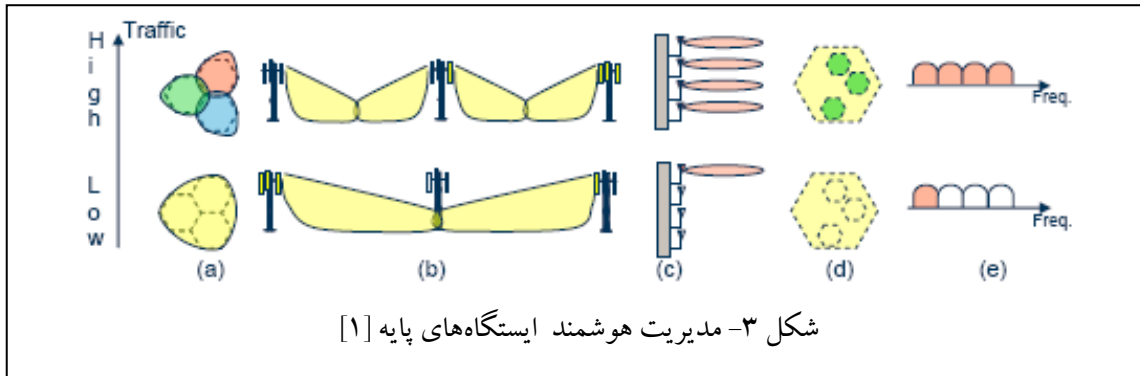 Traffic
High
Low
Freq.
Freq.
(a) (b) (c) (d) (e)
شکل ۳- مدیریت هوشمند ایستگاه‌های پایه [۱]